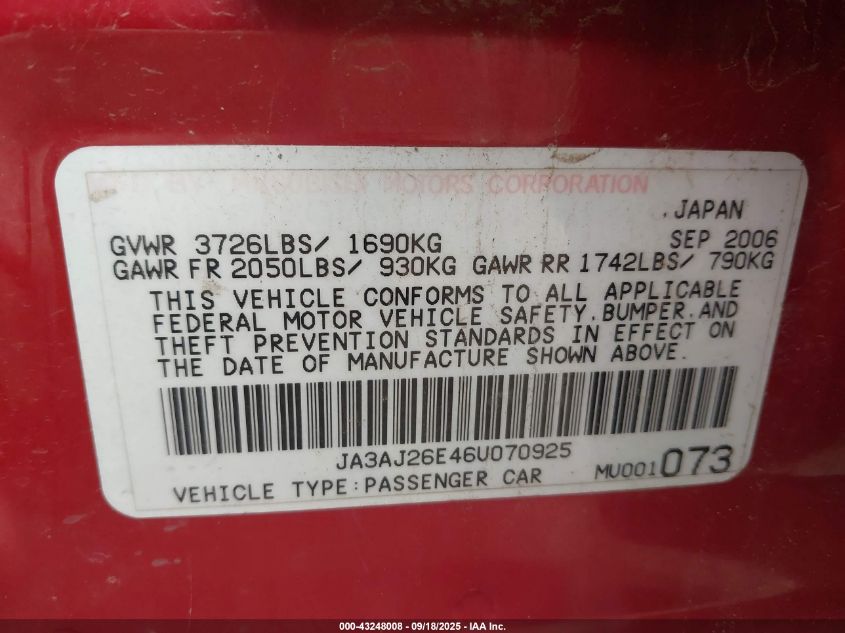 MFD BY MITSUBISHI MOTORS CORPORATION
JAPAN
GVWR 3726LBS/ 1690KG SEP 2006
GAWR FR 2050LBS/ 930KG GAWR RR 1742LBS/ 790KG
THIS VEHICLE CONFORMS TO ALL APPLICABLE
FEDERAL MOTOR VEHICLE SAFETY, BUMPER, AND
THEFT PREVENTION STANDARDS IN EFFECT ON
THE DATE OF MANUFACTURE SHOWN ABOVE.
JA3AJ26E46U070925
VEHICLE TYPE:PASSENGER CAR MU001073
000-43248008 - 09/18/2025 - IAA Inc.